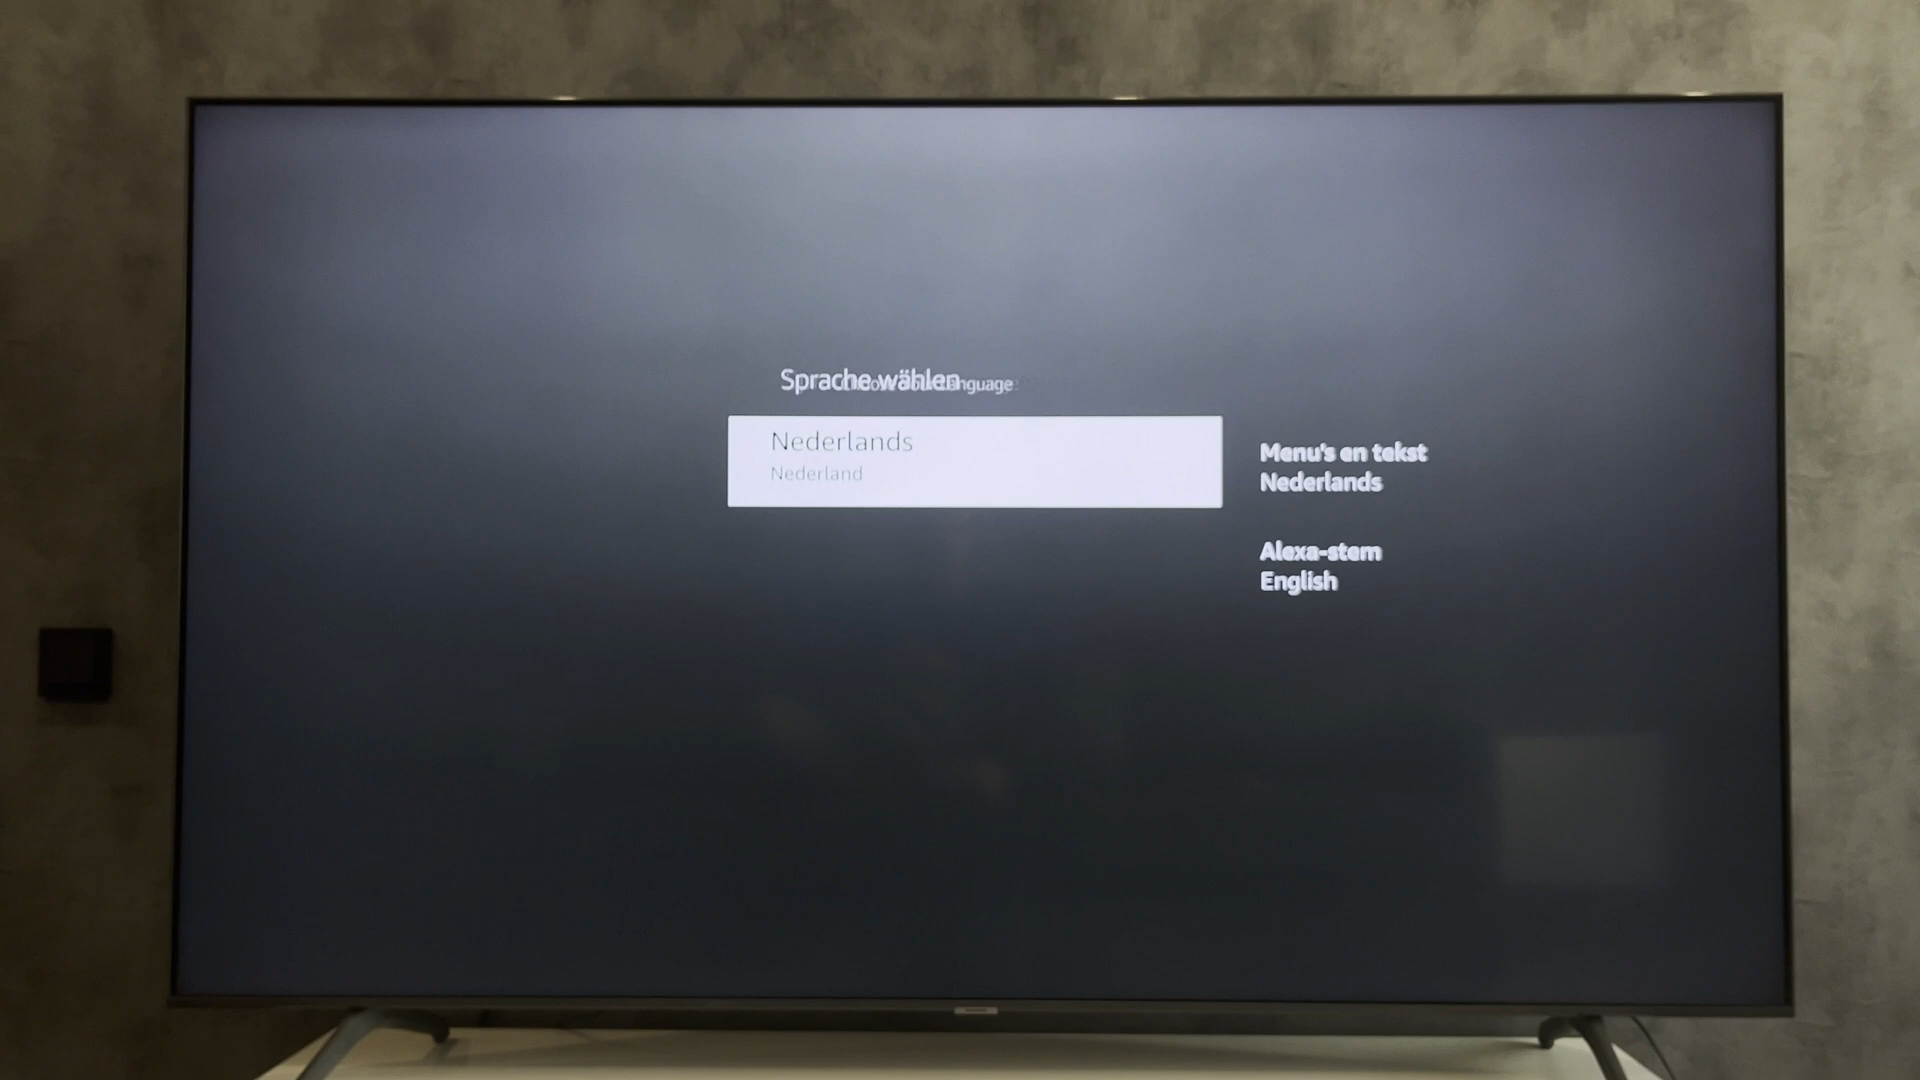 Sprache wählen
Nederlands
Nederland
Menu's en tekst
Nederlands
Alexa-stem
English